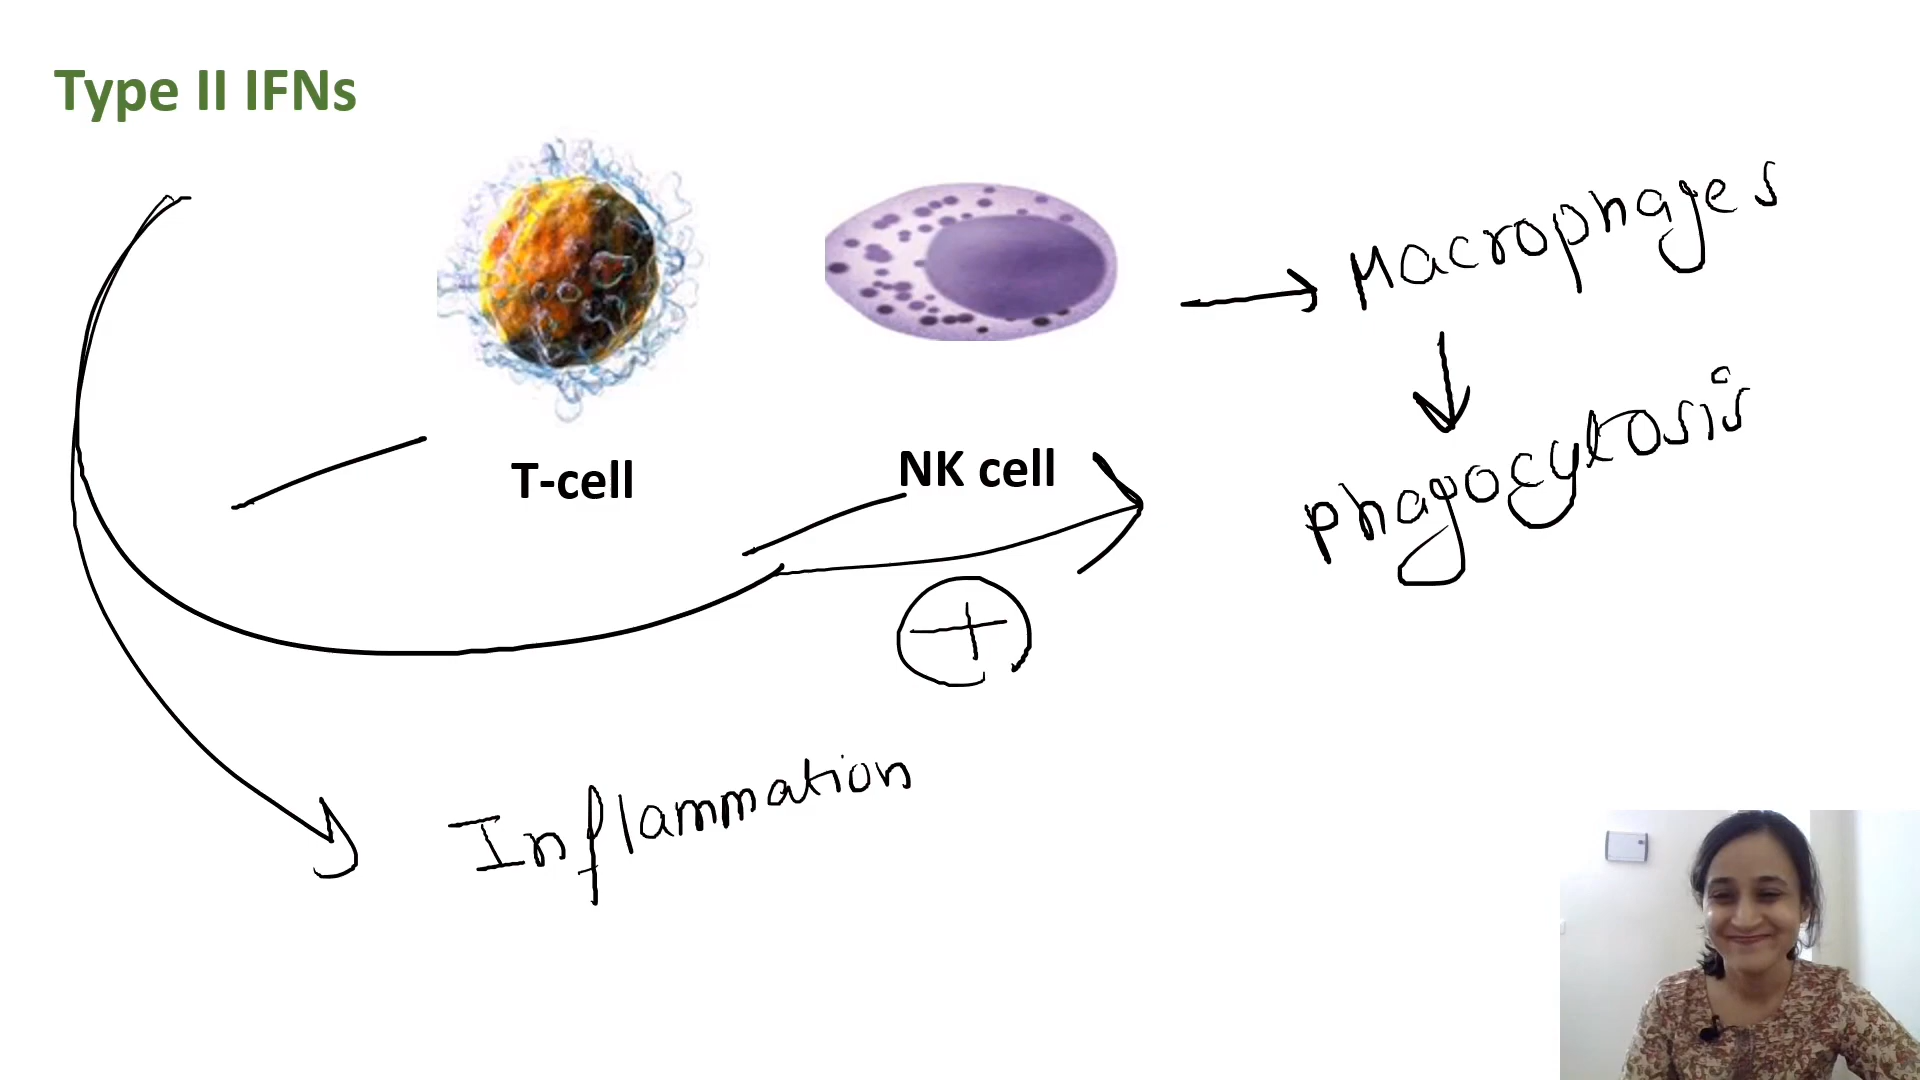 Type II IFNs
Macrophages
phagocytosis
T-cell
NK cell
+
Inflammation